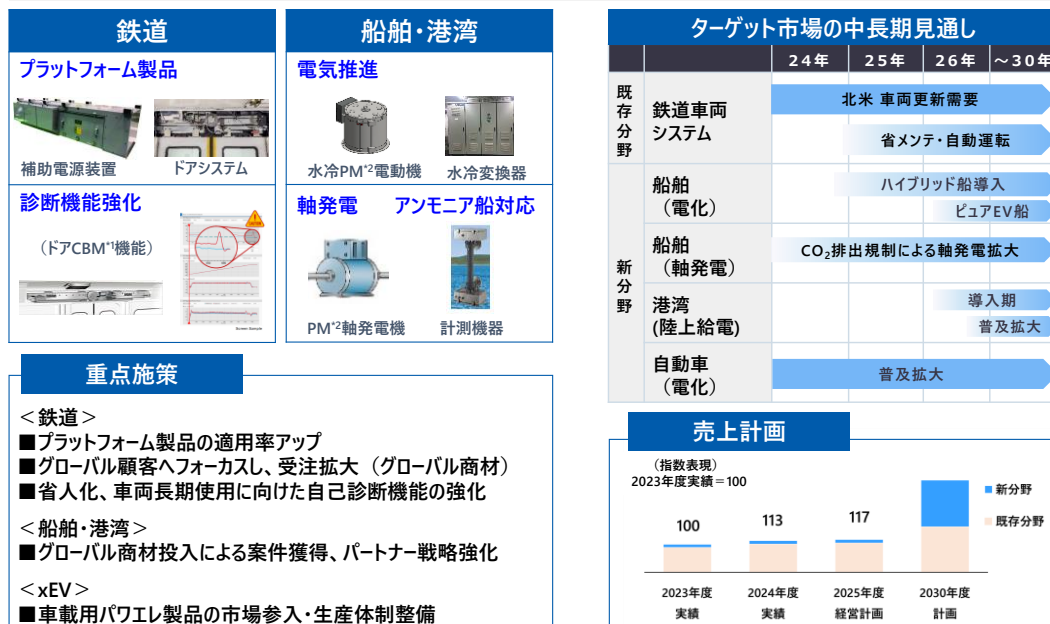 鉄道
プラットフォーム製品
補助電源装置
ドアシステム
診断機能強化
（ドアCBM*1機能）
船舶・港湾
電気推進
水冷PM*2電動機
水冷変換器
軸発電 アンモニア船対応
PM*2軸発電機
計測機器
重点施策
＜鉄道＞
■プラットフォーム製品の適用率アップ
■グローバル顧客へフォーカスし、受注拡大（グローバル商材）
■省人化、車両長期使用に向けた自己診断機能の強化
＜船舶・港湾＞
■グローバル商材投入による案件獲得、パートナー戦略強化
＜xEV＞
■車載用パワエレ製品の市場参入・生産体制整備
ターゲット市場の中長期見通し
24年 25年 26年 ～30年
既存分野
鉄道車両
システム
北米 車両更新需要
省メンテ・自動運転
新分野
船舶
（電化）
ハイブリッド船導入
ピュアEV船
船舶
（軸発電）
CO2排出規制による軸発電拡大
港湾
(陸上給電)
導入期
普及拡大
自動車
（電化）
普及拡大
売上計画
（指数表現）
2023年度実績＝100
100
113
117
新分野
既存分野
2023年度
実績
2024年度
実績
2025年度
経営計画
2030年度
計画